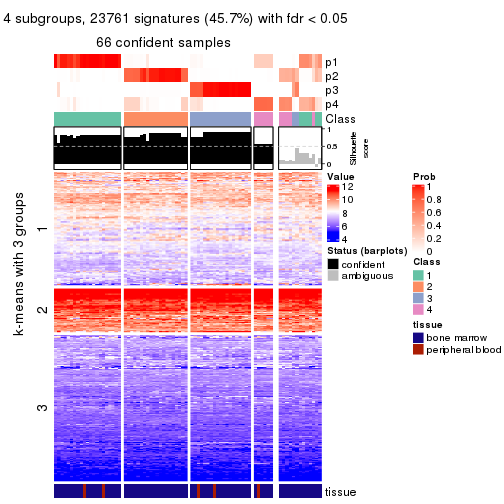 4 subgroups, 23761 signatures (45.7%) with fdr < 0.05
66 confident samples
p1
p2
p3
p4
Class
1
0.5
0
Silhouette
score
k-means with 3 groups
1
2
3
tissue
Value
12
10
8
6
4
Status (barplots)
confident
ambiguous
Prob
1
0.8
0.6
0.4
0.2
0
Class
1
2
3
4
tissue
bone marrow
peripheral blood